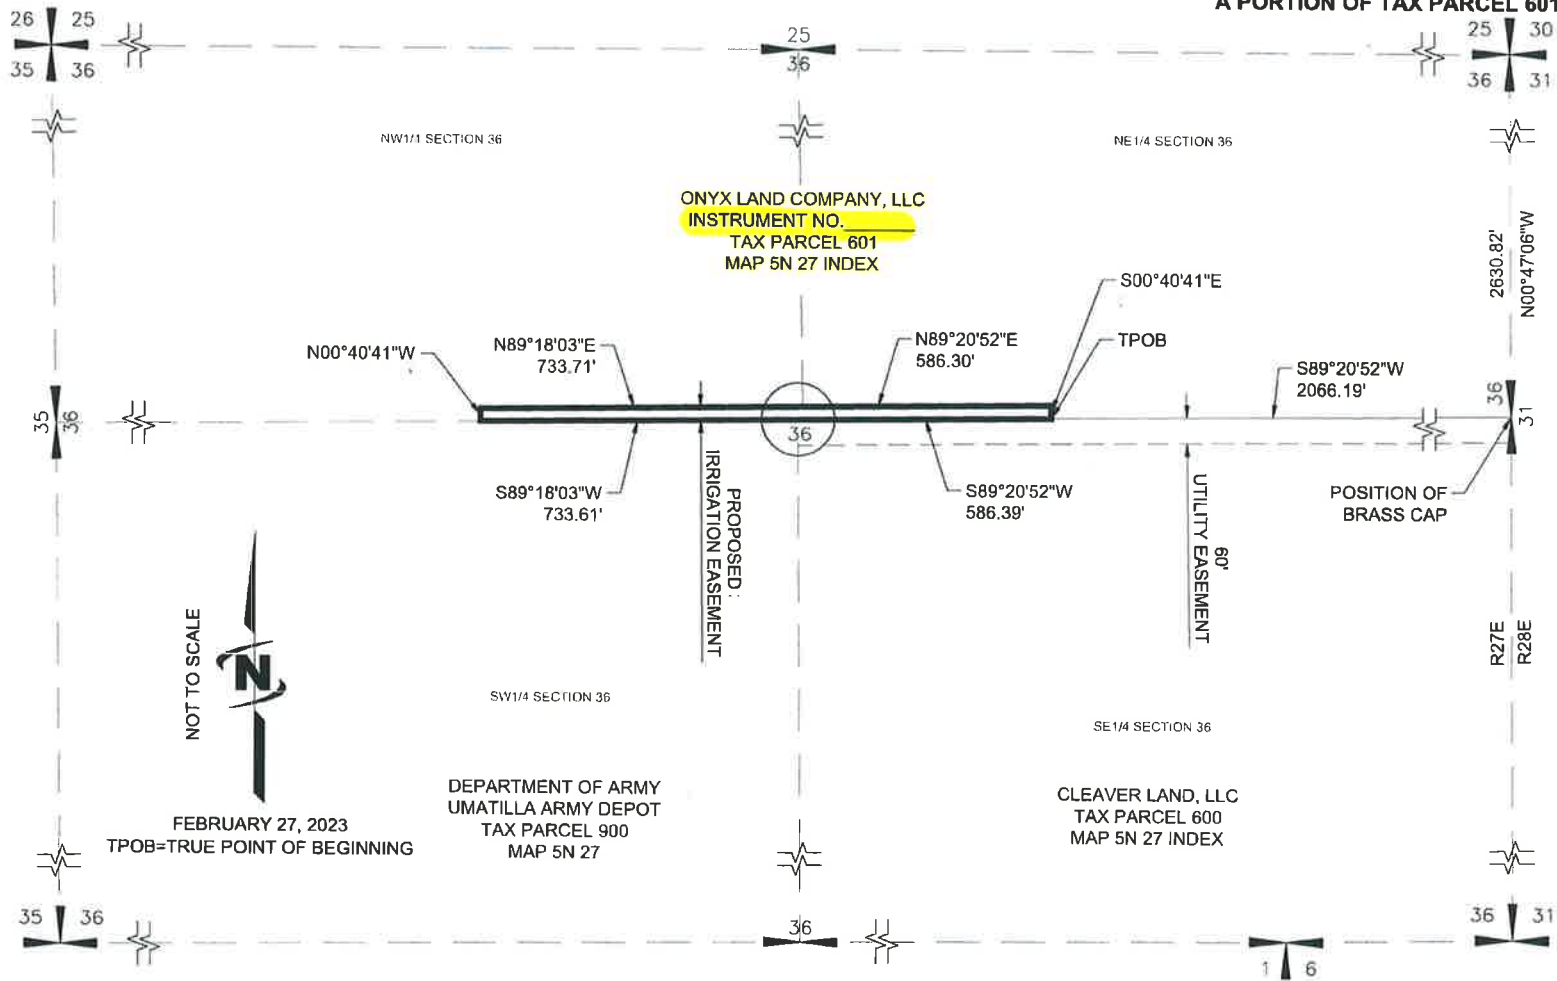 A PORTION OF TAX PARCEL 601
26 25
35 36
25
36
25 30
36 31
NW1/4 SECTION 36
NE1/4 SECTION 36
ONYX LAND COMPANY, LLC
INSTRUMENT NO.______
TAX PARCEL 601
MAP 5N 27 INDEX
2630.82'
N00°47'06"W
S00°40'41"E
N00°40'41"W
N89°18'03"E
733.71'
N89°20'52"E
586.30'
TPOB
S89°20'52"W
2066.19'
35
36
36
36
31
S89°18'03"W
733.61'
PROPOSED
IRRIGATION EASEMENT
S89°20'52"W
586.39'
60'
UTILITY EASEMENT
POSITION OF
BRASS CAP
NOT TO SCALE
N
R27E
R28E
SW1/4 SECTION 36
SE1/4 SECTION 36
DEPARTMENT OF ARMY
UMATILLA ARMY DEPOT
TAX PARCEL 900
MAP 5N 27
CLEAVER LAND, LLC
TAX PARCEL 600
MAP 5N 27 INDEX
FEBRUARY 27, 2023
TPOB=TRUE POINT OF BEGINNING
35 36
36
36 31
1 6